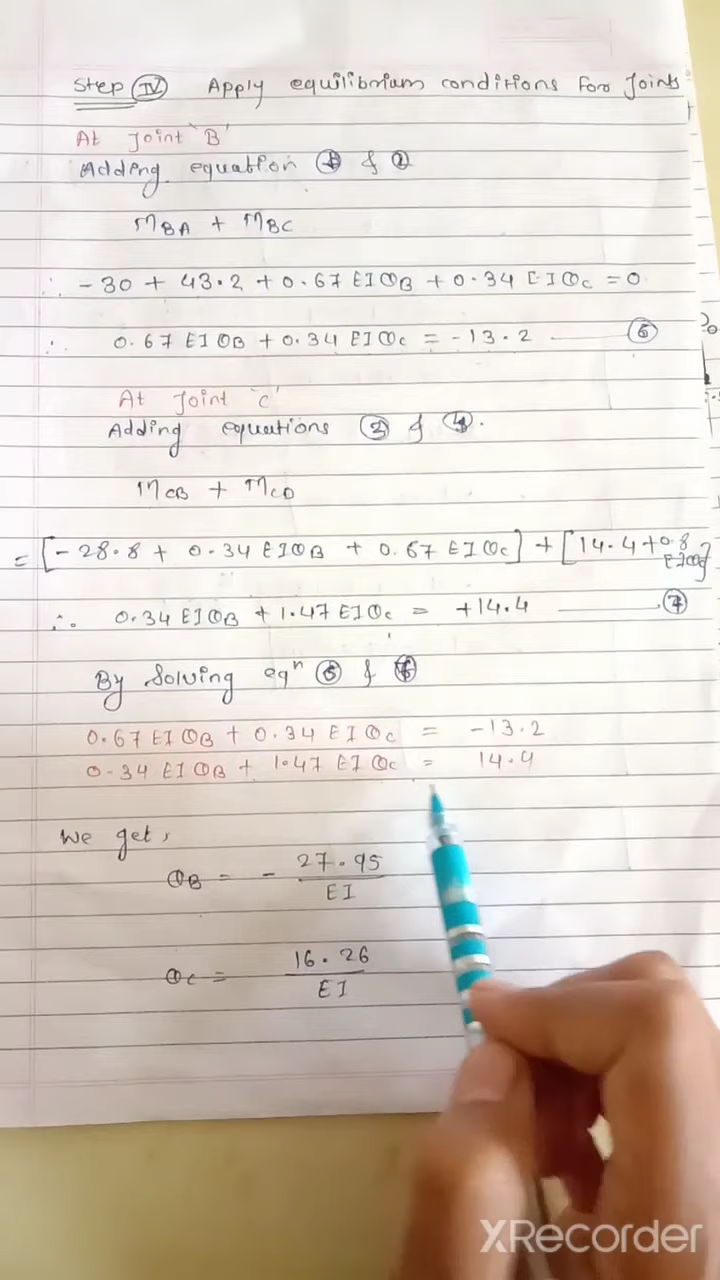 Step IV Apply equilibrium conditions For Joints
At Joint 'B'
Adding equation 1 & 2
MBA + MBC
∴ -30 + 43.2 + 0.67 EIθB + 0.34 EIθC = 0
∴ 0.67 EIθB + 0.34 EIθC = -13.2 — 6
At Joint 'C'
Adding equations 3 & 4.
MCB + MCD
= [-28.8 + 0.34 EIθB + 0.67 EIθC] + [14.4 + 0.8 EIθC]
∴ 0.34 EIθB + 1.47 EIθC = +14.4 — 7
By Solving eqn &
0.67 EIθB + 0.34 EIθC = -13.2
0.34 EIθB + 1.47 EIθC = 14.4
We get,
θB = - 27.95 / EI
θC = 16.26 / EI
XRecorder